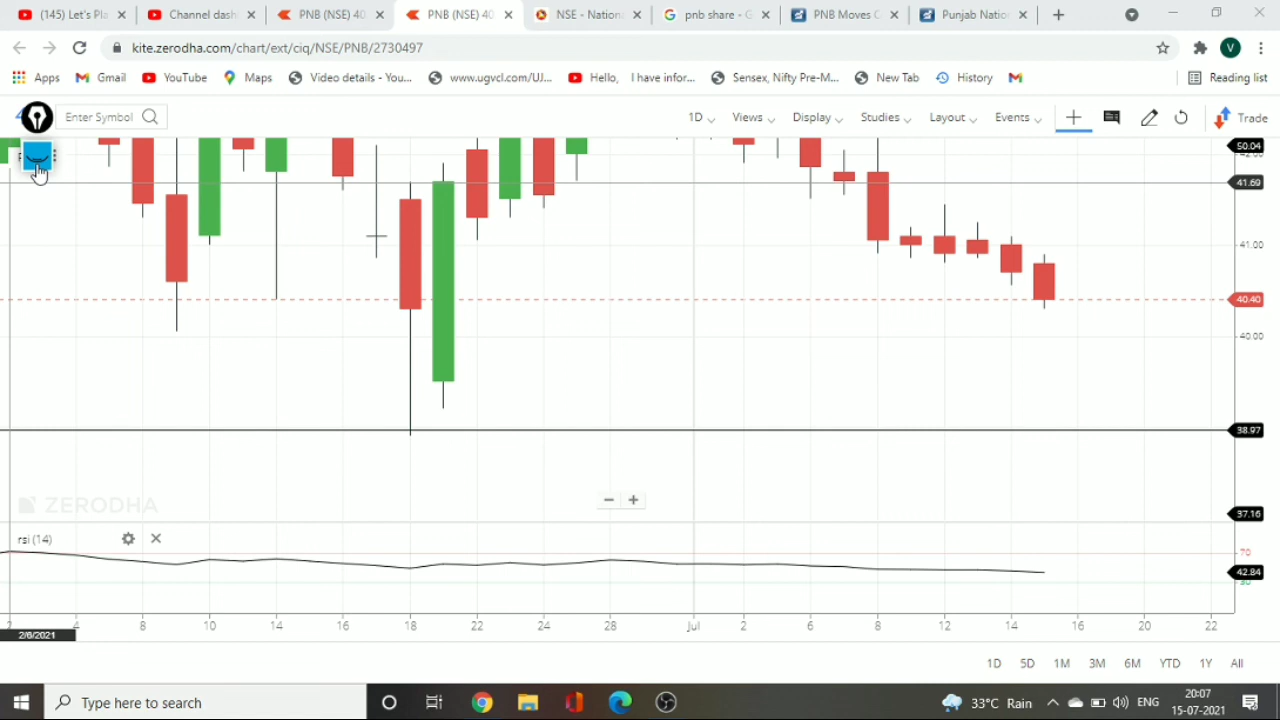 (145) Let's Pla
Channel dash
PNB (NSE) 40
PNB (NSE) 40
NSE - Nationa
pnb share - G
PNB Moves C
Punjab Natio
kite.zerodha.com/chart/ext/ciq/NSE/PNB/2730497
V
Apps
Gmail
YouTube
Maps
Video details - You...
www.ugvcl.com/UJ...
Hello, I have infor...
Sensex, Nifty Pre-M...
New Tab
History
Reading list
Enter Symbol
1D
Views
Display
Studies
Layout
Events
Trade
50.04
42.00
41.69
41.00
40.40
40.00
38.97
ZERODHA
37.16
rsi (14)
70
42.84
2 4 8 10 14 16 18 22 24 28 Jul 2 6 8 12 14 16 20 22
2/6/2021
1D 5D 1M 3M 6M YTD 1Y All
Type here to search
33°C Rain
ENG
20:07
15-07-2021